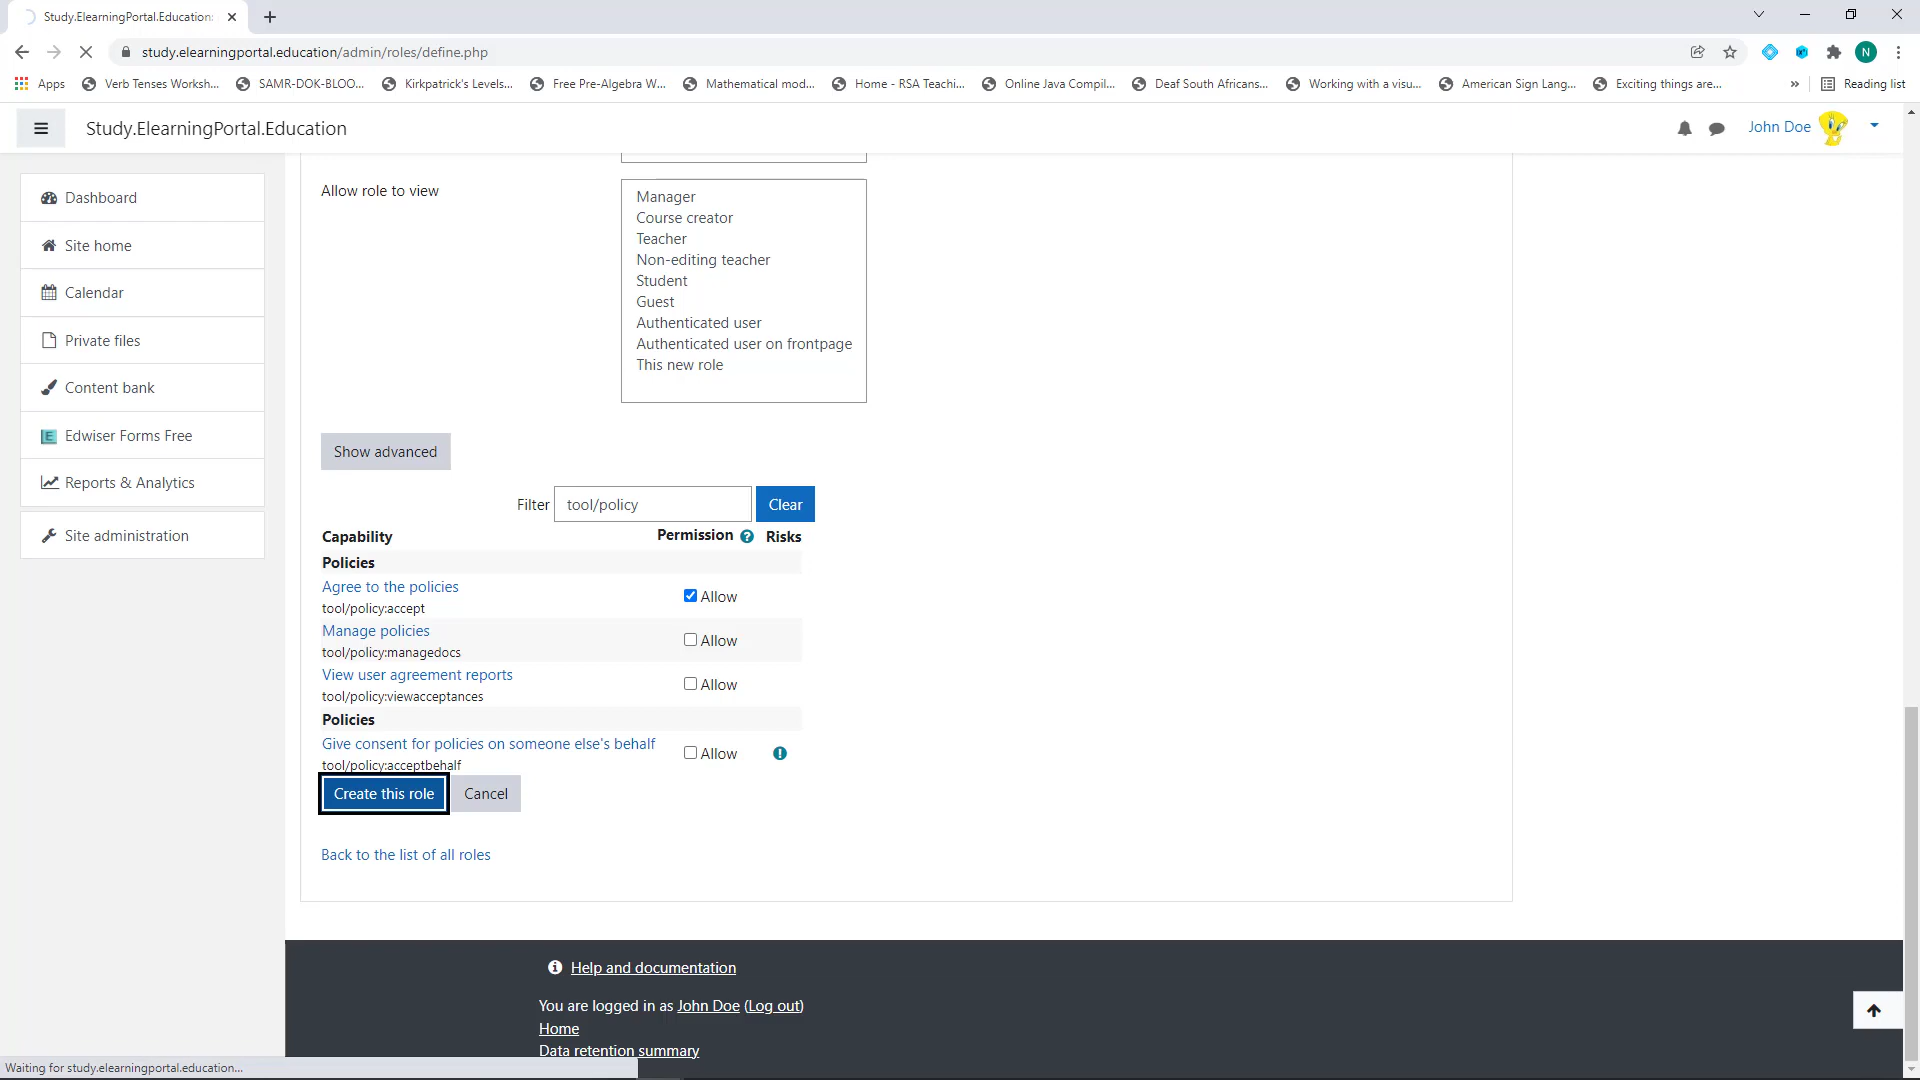 Study.ElearningPortal.Education:
study.elearningportal.education/admin/roles/define.php
N
Apps
Verb Tenses Worksh...
SAMR-DOK-BLOO...
Kirkpatrick's Levels...
Free Pre-Algebra W...
Mathematical mod...
Home - RSA Teachi...
Online Java Compil...
Deaf South Africans...
Working with a visu...
American Sign Lang...
Exciting things are...
»
Reading list
Study.ElearningPortal.Education
John Doe
Dashboard
Site home
Calendar
Private files
Content bank
E Edwiser Forms Free
Reports & Analytics
Site administration
Allow role to view
Manager
Course creator
Teacher
Non-editing teacher
Student
Guest
Authenticated user
Authenticated user on frontpage
This new role
Show advanced
Filter tool/policy Clear
Capability Permission ? Risks
Policies
Agree to the policies
tool/policy:accept
Allow
Manage policies
tool/policy:managedocs
Allow
View user agreement reports
tool/policy:viewacceptances
Allow
Policies
Give consent for policies on someone else's behalf
tool/policy:acceptbehalf
Allow
Create this role Cancel
Back to the list of all roles
Help and documentation
You are logged in as John Doe (Log out)
Home
Data retention summary
Waiting for study.elearningportal.education...